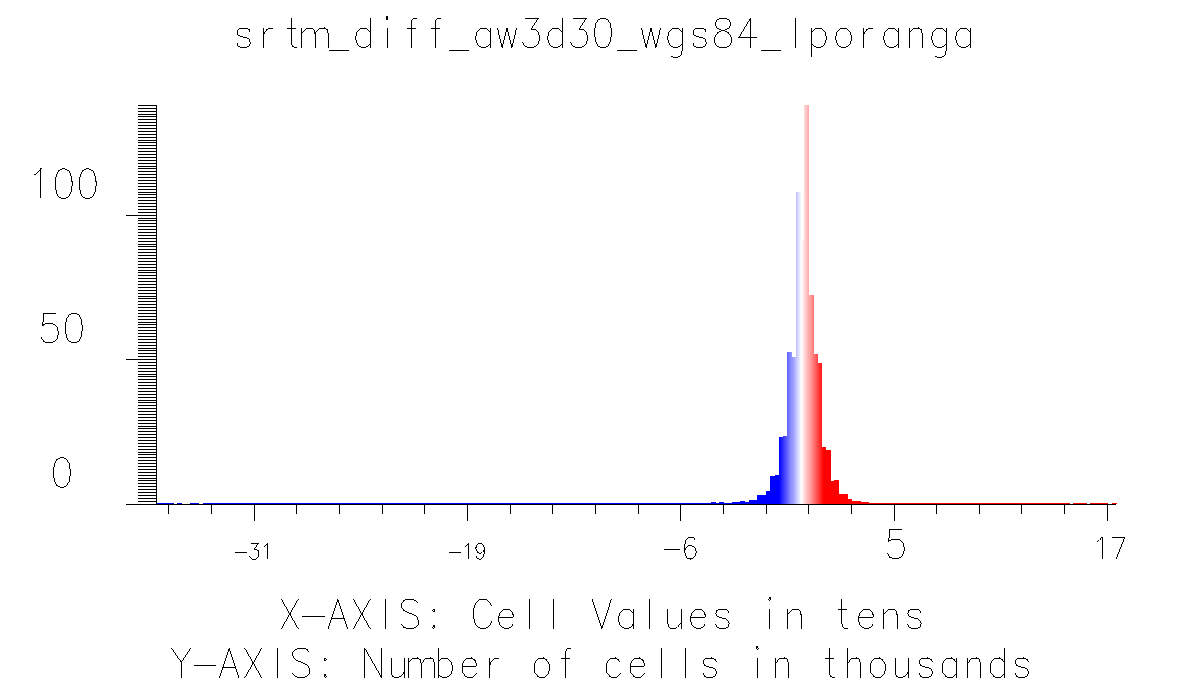 srtm_diff_aw3d30_wgs84_Iporanga
100
50
0
-31 -19 -6 5 17
X-AXIS: Cell Values in tens
Y-AXIS: Number of cells in thousands